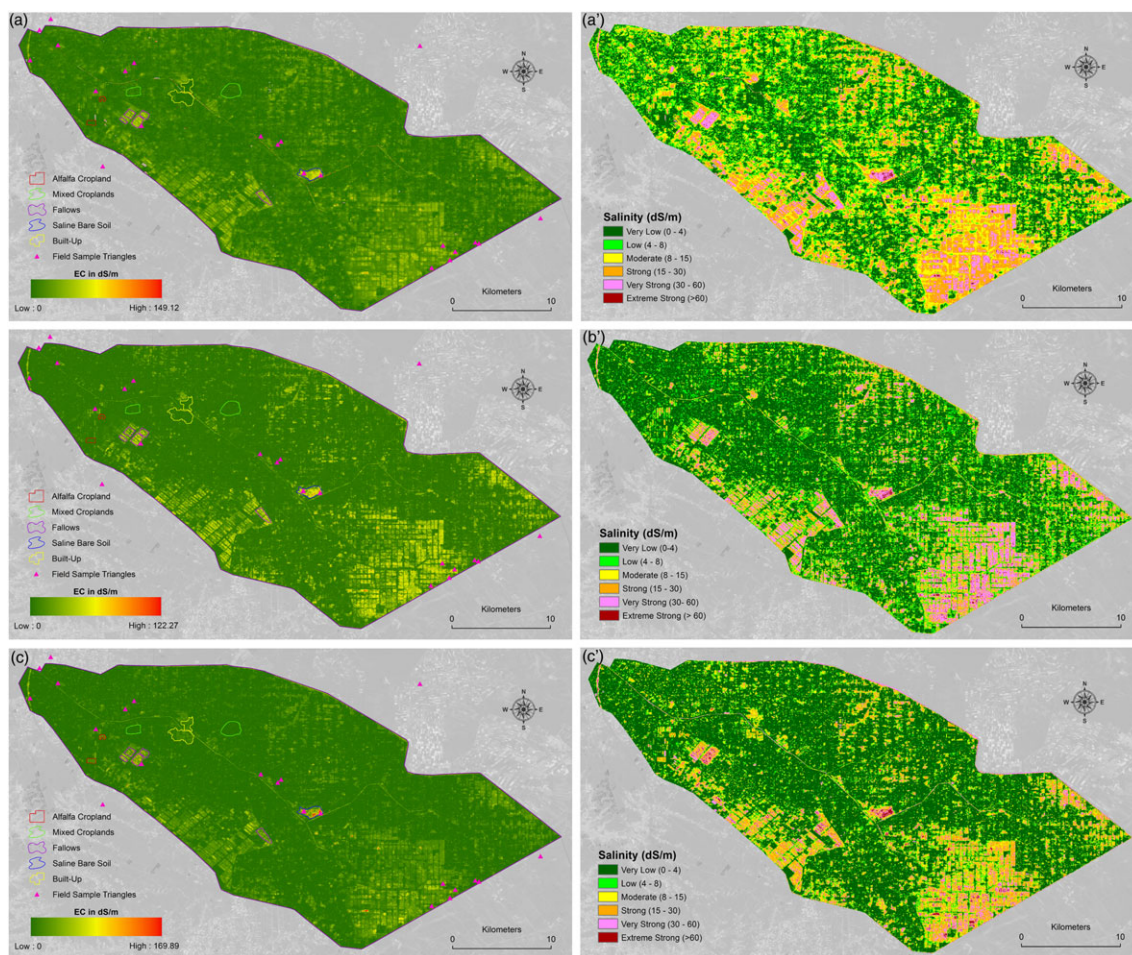 (a)
N
W E
S
Alfalfa Cropland
Mixed Croplands
Fallows
Saline Bare Soil
Built-Up
Field Sample Triangles
EC in dS/m
Low : 0 High : 149.12
Kilometers
0 10
(a')
N
W E
S
Salinity (dS/m)
Very Low (0 - 4)
Low (4 - 8)
Moderate (8 - 15)
Strong (15 - 30)
Very Strong (30 - 60)
Extreme Strong (>60)
Kilometers
0 10
N
W E
S
Alfalfa Cropland
Mixed Croplands
Fallows
Saline Bare Soil
Built-Up
Field Sample Triangles
EC in dS/m
Low : 0 High : 122.27
Kilometers
0 10
(b')
N
W E
S
Salinity (dS/m)
Very Low (0-4)
Low (4 - 8)
Moderate (8 - 15)
Strong (15 - 30)
Very Strong (30- 60)
Extreme Strong (> 60)
Kilometers
0 10
(c)
N
W E
S
Alfalfa Cropland
Mixed Croplands
Fallows
Saline Bare Soil
Built-Up
Field Sample Triangles
EC in dS/m
Low : 0 High : 169.89
Kilometers
0 10
(c')
N
W E
S
Salinity (dS/m)
Very Low (0 - 4)
Low (4 - 8)
Moderate (8 - 15)
Strong (15 - 30)
Very Strong (30 - 60)
Extreme Strong (>60)
Kilometers
0 10